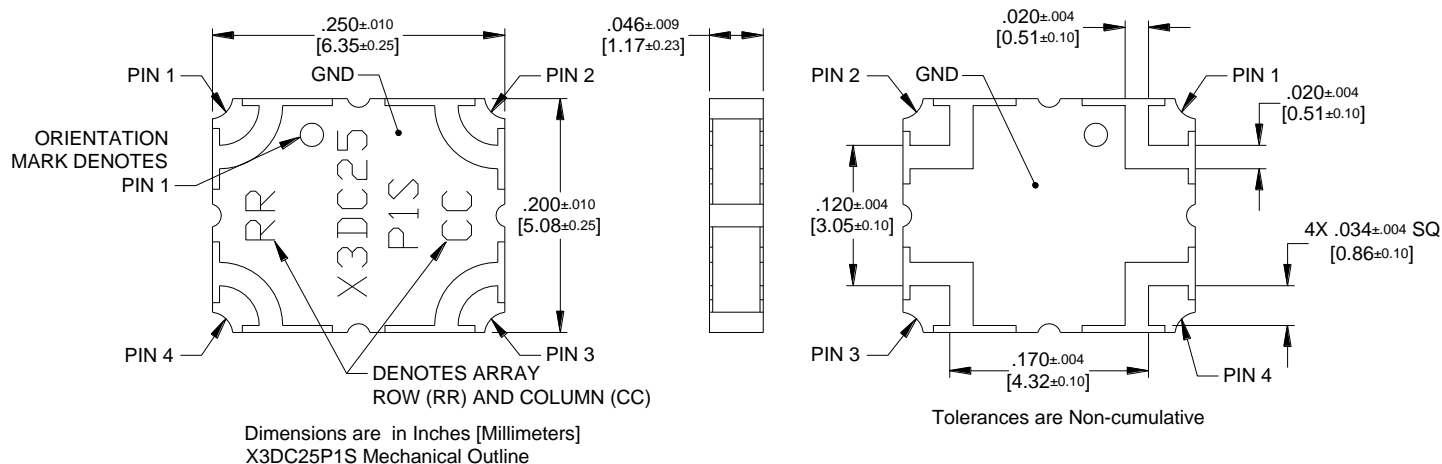 .250±.010
[6.35±0.25]
.046±.009
[1.17±0.23]
.020±.004
[0.51±0.10]
PIN 1
GND
PIN 2
PIN 2
GND
PIN 1
.020±.004
[0.51±0.10]
ORIENTATION
MARK DENOTES
PIN 1
RR
X3DC25
P1S
CC
.200±.010
[5.08±0.25]
.120±.004
[3.05±0.10]
4X .034±.004 SQ
[0.86±0.10]
PIN 4
PIN 3
PIN 3
PIN 4
DENOTES ARRAY
ROW (RR) AND COLUMN (CC)
.170±.004
[4.32±0.10]
Tolerances are Non-cumulative
Dimensions are in Inches [Millimeters]
X3DC25P1S Mechanical Outline